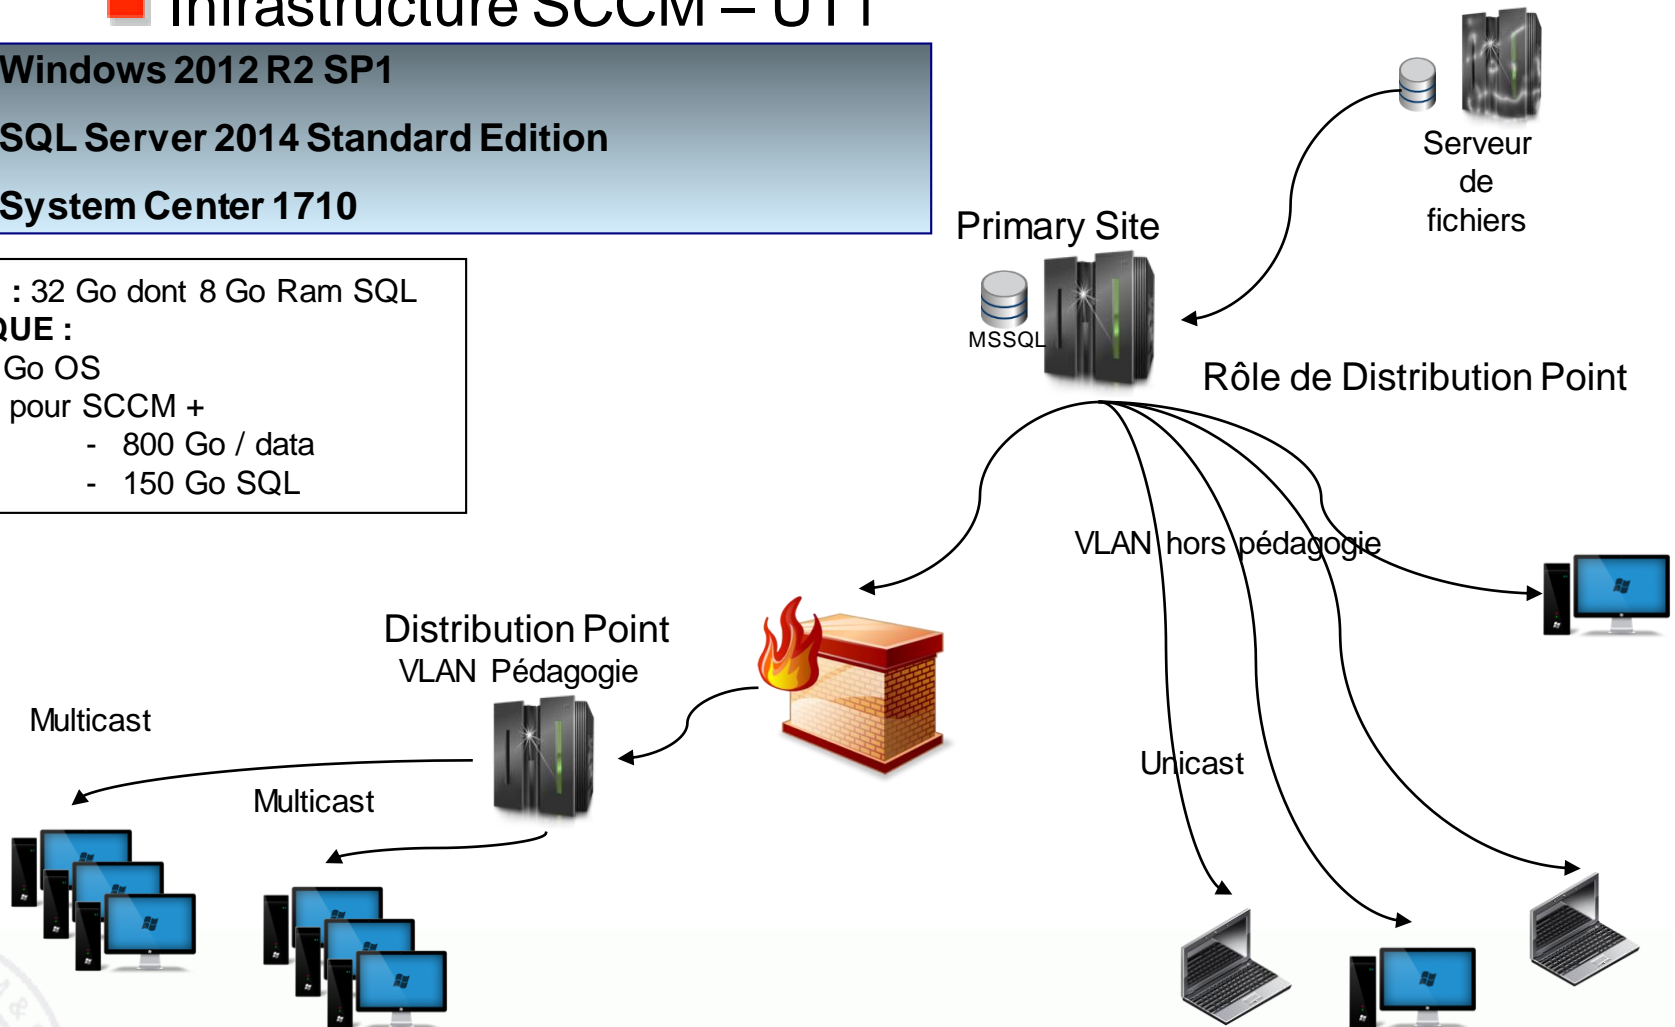 Infrastructure SCCM – UT1
Windows 2012 R2 SP1
SQL Server 2014 Standard Edition
System Center 1710
: 32 Go dont 8 Go Ram SQL
QUE :
Go OS
pour SCCM +
- 800 Go / data
- 150 Go SQL
Serveur
de
fichiers
Primary Site
MSSQL
Rôle de Distribution Point
VLAN hors pédagogie
Distribution Point
VLAN Pédagogie
Multicast
Multicast
Unicast